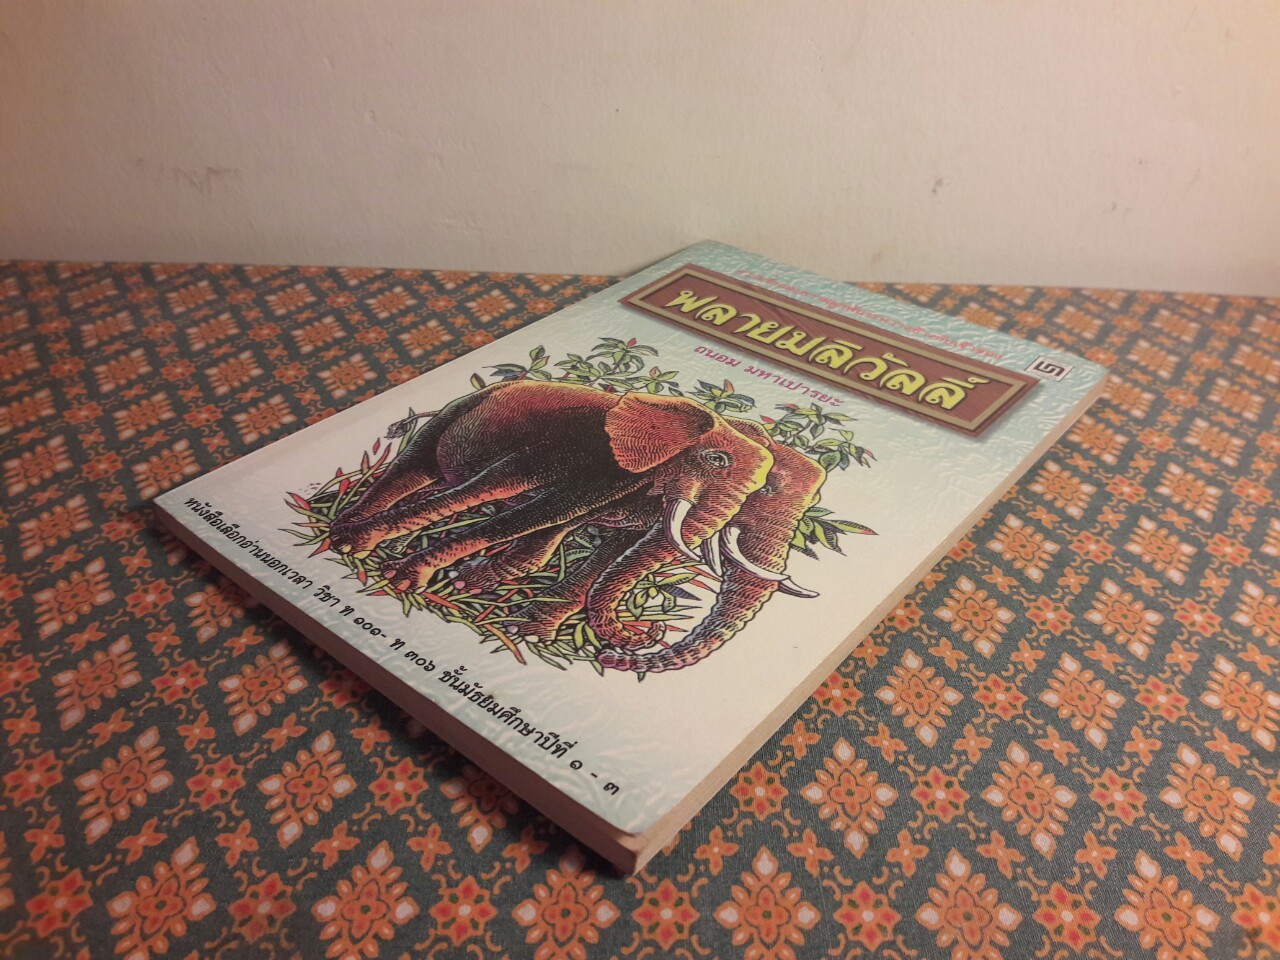 พลายมลิวัลลิ์
ถนอม มหาเปารยะ
หนังสือเลือกอ่านนอกเวลา วิชา ท ๑๐๑- ท ๓๐๖ ชั้นมัธยมศึกษาปีที่ ๑ - ๓